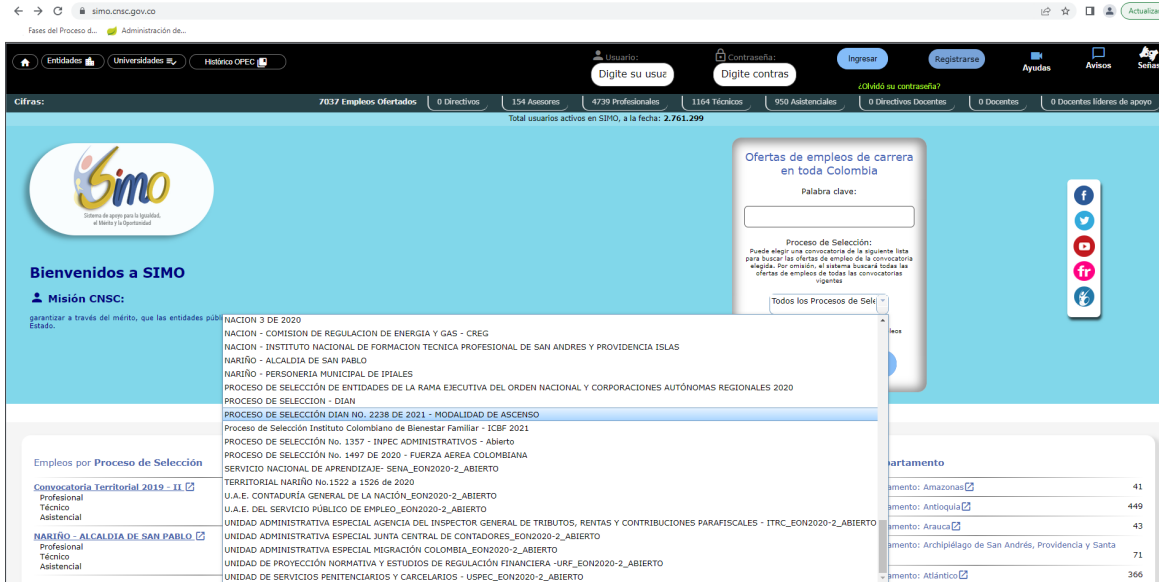 simo.cnsc.gov.co
Actualizar
Fases del Proceso d...
Administración de...
Entidades
Universidades
Histórico OPEC
Usuario:
Digite su usua
Contraseña:
Digite contras
Ingresar
¿Olvidó su contraseña?
Registrarse
Ayudas
Avisos
Señas
Cifras:
7037 Empleos Ofertados
0 Directivos
154 Asesores
4739 Profesionales
1164 Técnicos
950 Asistenciales
0 Directivos Docentes
0 Docentes
0 Docentes líderes de apoyo
Total usuarios activos en SIMO, a la fecha: 2.761.299
Simo
Sistema de apoyo para la Igualdad,
el Mérito y la Oportunidad
Bienvenidos a SIMO
Misión CNSC:
garantizar a través del mérito, que las entidades públi
Estado.
Ofertas de empleos de carrera
en toda Colombia
Palabra clave:
Proceso de Selección:
Puede elegir una convocatoria de la siguiente lista
para buscar las ofertas de empleo de la convocatoria
elegida. Por omisión, el sistema buscará todas las
ofertas de empleos de todas las convocatorias
vigentes
Todos los Procesos de Sele
leos
NACION 3 DE 2020
NACION - COMISION DE REGULACION DE ENERGIA Y GAS - CREG
NACION - INSTITUTO NACIONAL DE FORMACION TECNICA PROFESIONAL DE SAN ANDRES Y PROVIDENCIA ISLAS
NARIÑO - ALCALDIA DE SAN PABLO
NARIÑO - PERSONERIA MUNICIPAL DE IPIALES
PROCESO DE SELECCIÓN DE ENTIDADES DE LA RAMA EJECUTIVA DEL ORDEN NACIONAL Y CORPORACIONES AUTÓNOMAS REGIONALES 2020
PROCESO DE SELECCION - DIAN
PROCESO DE SELECCIÓN DIAN NO. 2238 DE 2021 - MODALIDAD DE ASCENSO
Proceso de Selección Instituto Colombiano de Bienestar Familiar - ICBF 2021
PROCESO DE SELECCIÓN No. 1357 - INPEC ADMINISTRATIVOS - Abierto
PROCESO DE SELECCIÓN No. 1497 DE 2020 - FUERZA AEREA COLOMBIANA
SERVICIO NACIONAL DE APRENDIZAJE- SENA_EON2020-2_ABIERTO
TERRITORIAL NARIÑO No.1522 a 1526 de 2020
U.A.E. CONTADURÍA GENERAL DE LA NACIÓN_EON2020-2_ABIERTO
U.A.E. DEL SERVICIO PÚBLICO DE EMPLEO_EON2020-2_ABIERTO
UNIDAD ADMINISTRATIVA ESPECIAL AGENCIA DEL INSPECTOR GENERAL DE TRIBUTOS, RENTAS Y CONTRIBUCIONES PARAFISCALES - ITRC_EON2020-2_ABIERTO
UNIDAD ADMINISTRATIVA ESPECIAL JUNTA CENTRAL DE CONTADORES_EON2020-2_ABIERTO
UNIDAD ADMINISTRATIVA ESPECIAL MIGRACIÓN COLOMBIA_EON2020-2_ABIERTO
UNIDAD DE PROYECCIÓN NORMATIVA Y ESTUDIOS DE REGULACIÓN FINANCIERA -URF_EON2020-2_ABIERTO
UNIDAD DE SERVICIOS PENITENCIARIOS Y CARCELARIOS - USPEC_EON2020-2_ABIERTO
Empleos por Proceso de Selección
Convocatoria Territorial 2019 - II
Profesional
Técnico
Asistencial
NARIÑO - ALCALDIA DE SAN PABLO
Profesional
Técnico
Asistencial
partamento
amento: Amazonas 41
amento: Antioquia 449
amento: Arauca 43
amento: Archipiélago de San Andrés, Providencia y Santa
71
amento: Atlántico 366